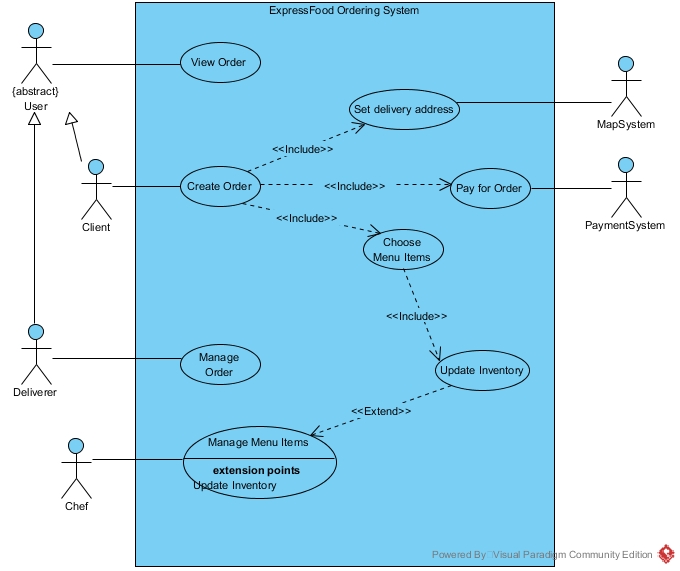 ExpressFood Ordering System
View Order
{abstract}
User
Set delivery address
MapSystem
<<Include>>
Create Order
<<Include>>
Pay for Order
Client
<<Include>>
PaymentSystem
Choose
Menu Items
<<Include>>
Manage
Order
Update Inventory
Deliverer
<<Extend>>
Manage Menu Items
extension points
Update Inventory
Chef
Powered By Visual Paradigm Community Edition